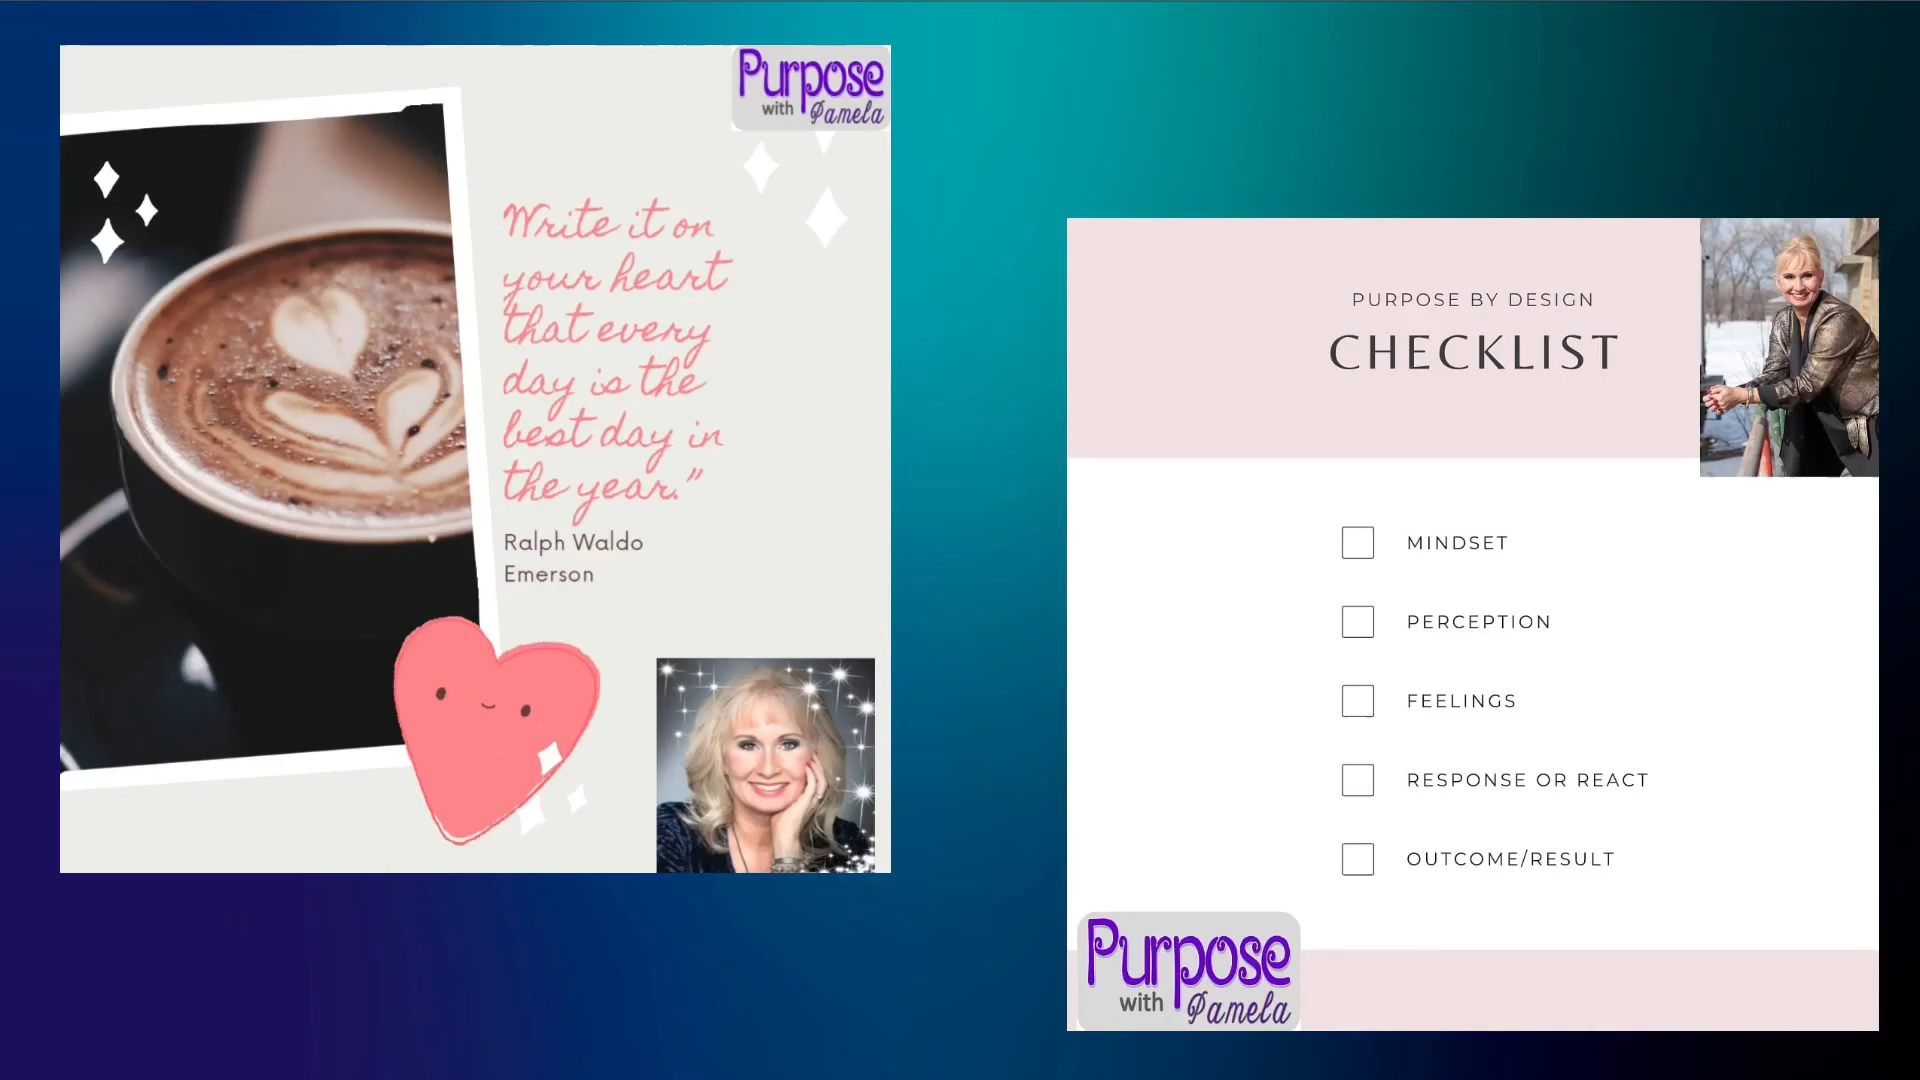 Purpose
with Pamela
Write it on
your heart
that every
day is the
best day in
the year.”
Ralph Waldo
Emerson
PURPOSE BY DESIGN
CHECKLIST
MINDSET
PERCEPTION
FEELINGS
RESPONSE OR REACT
OUTCOME/RESULT
Purpose
with Pamela